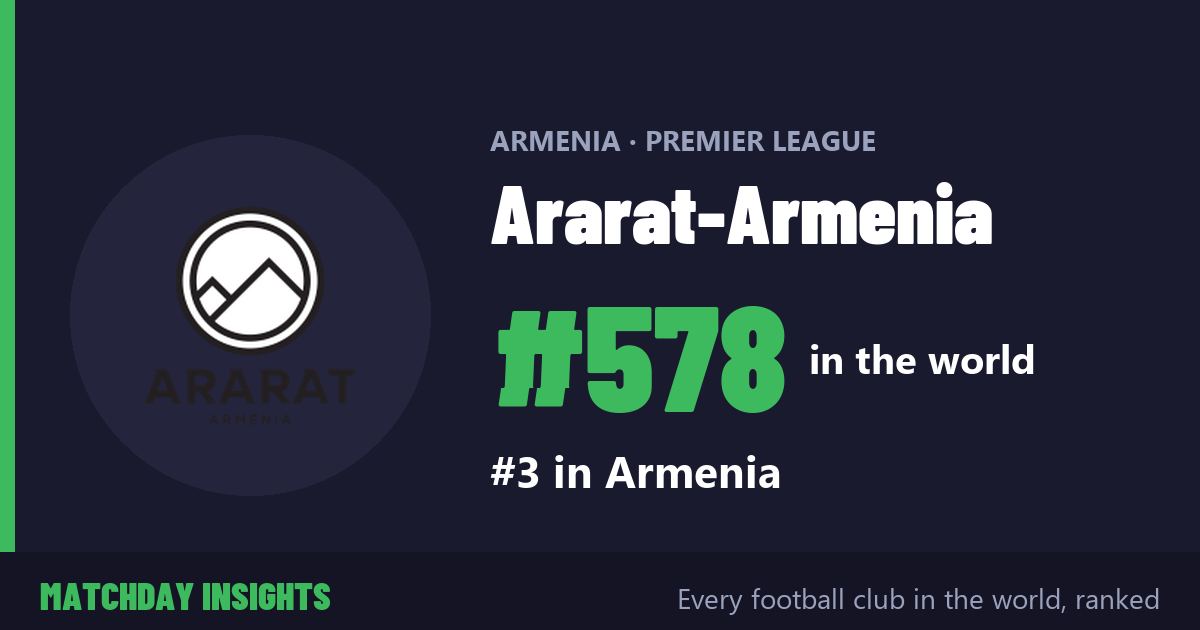 ARMENIA · PREMIER LEAGUE
Ararat-Armenia
#578 in the world
#3 in Armenia
ARARAT
ARMENIA
MATCHDAY INSIGHTS
Every football club in the world, ranked